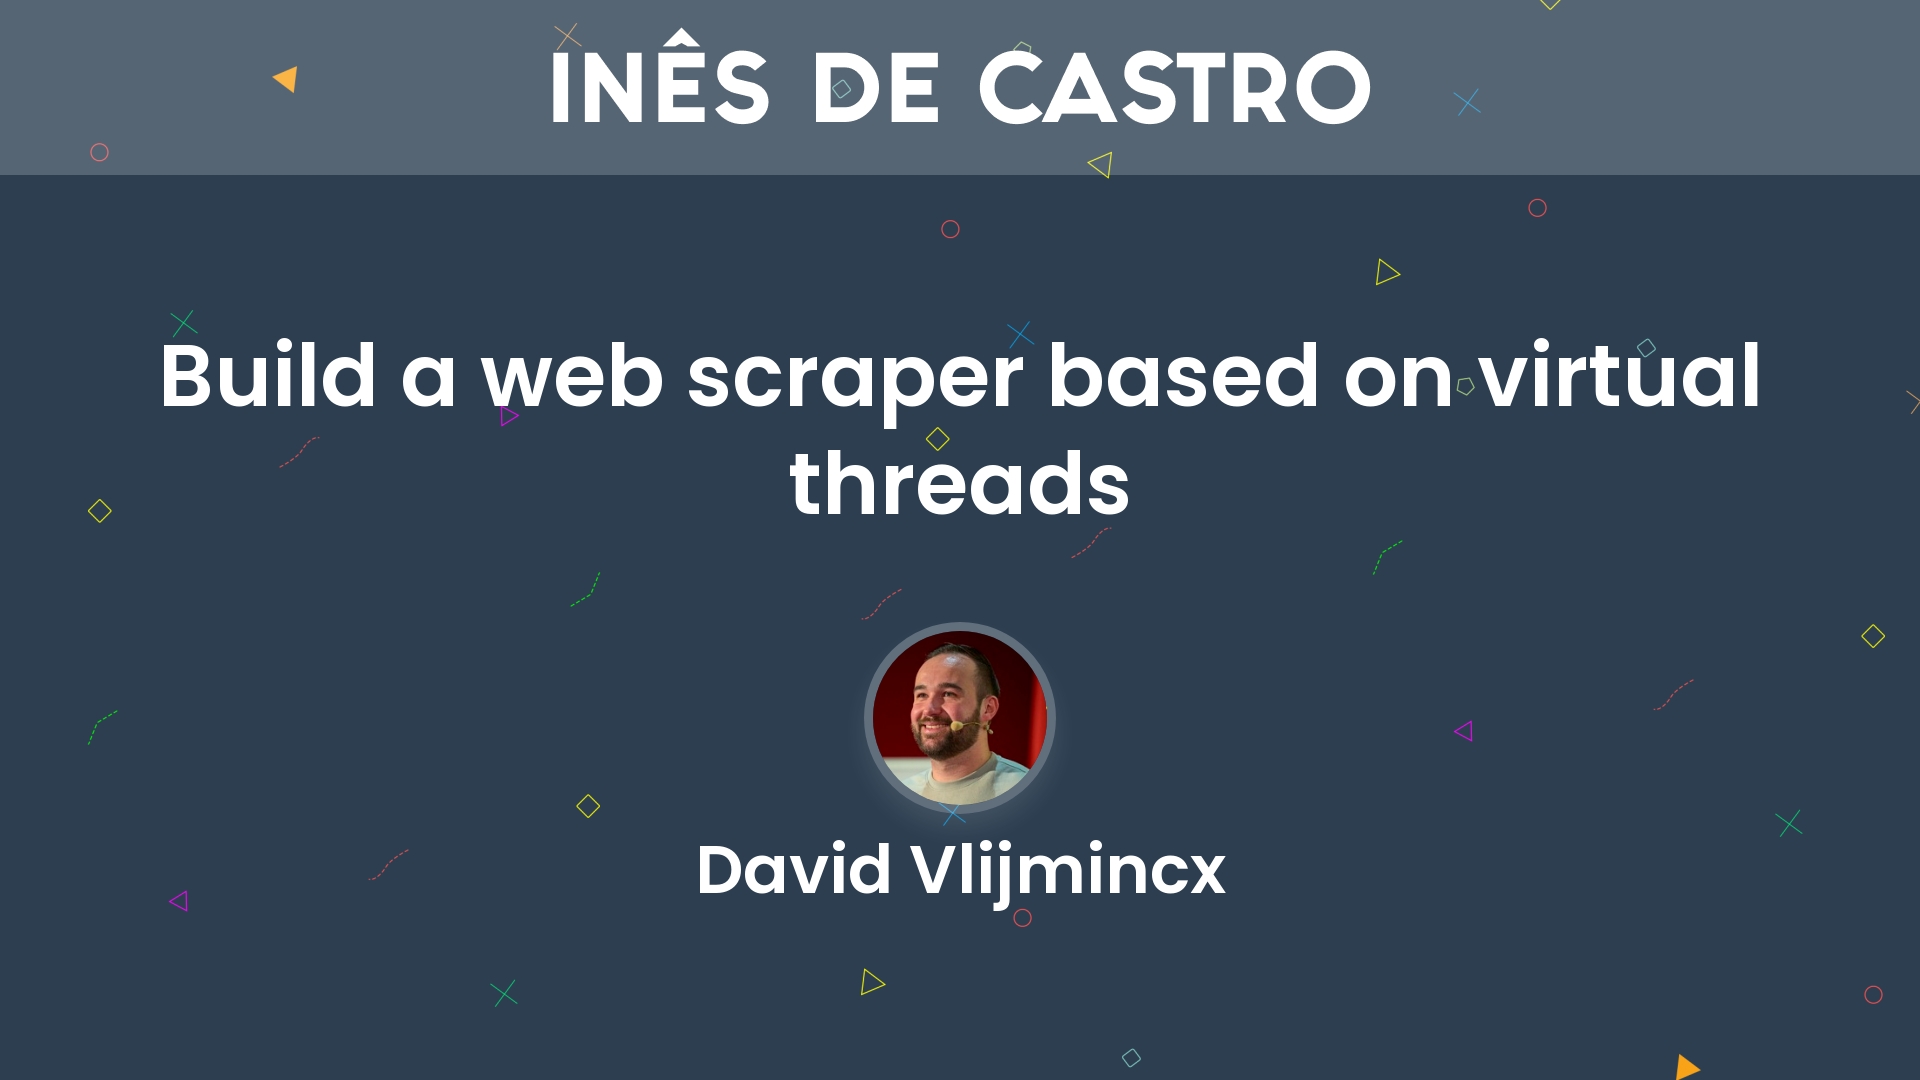 INÊS DE CASTRO
Build a web scraper based on virtual
threads
David Vlijmincx